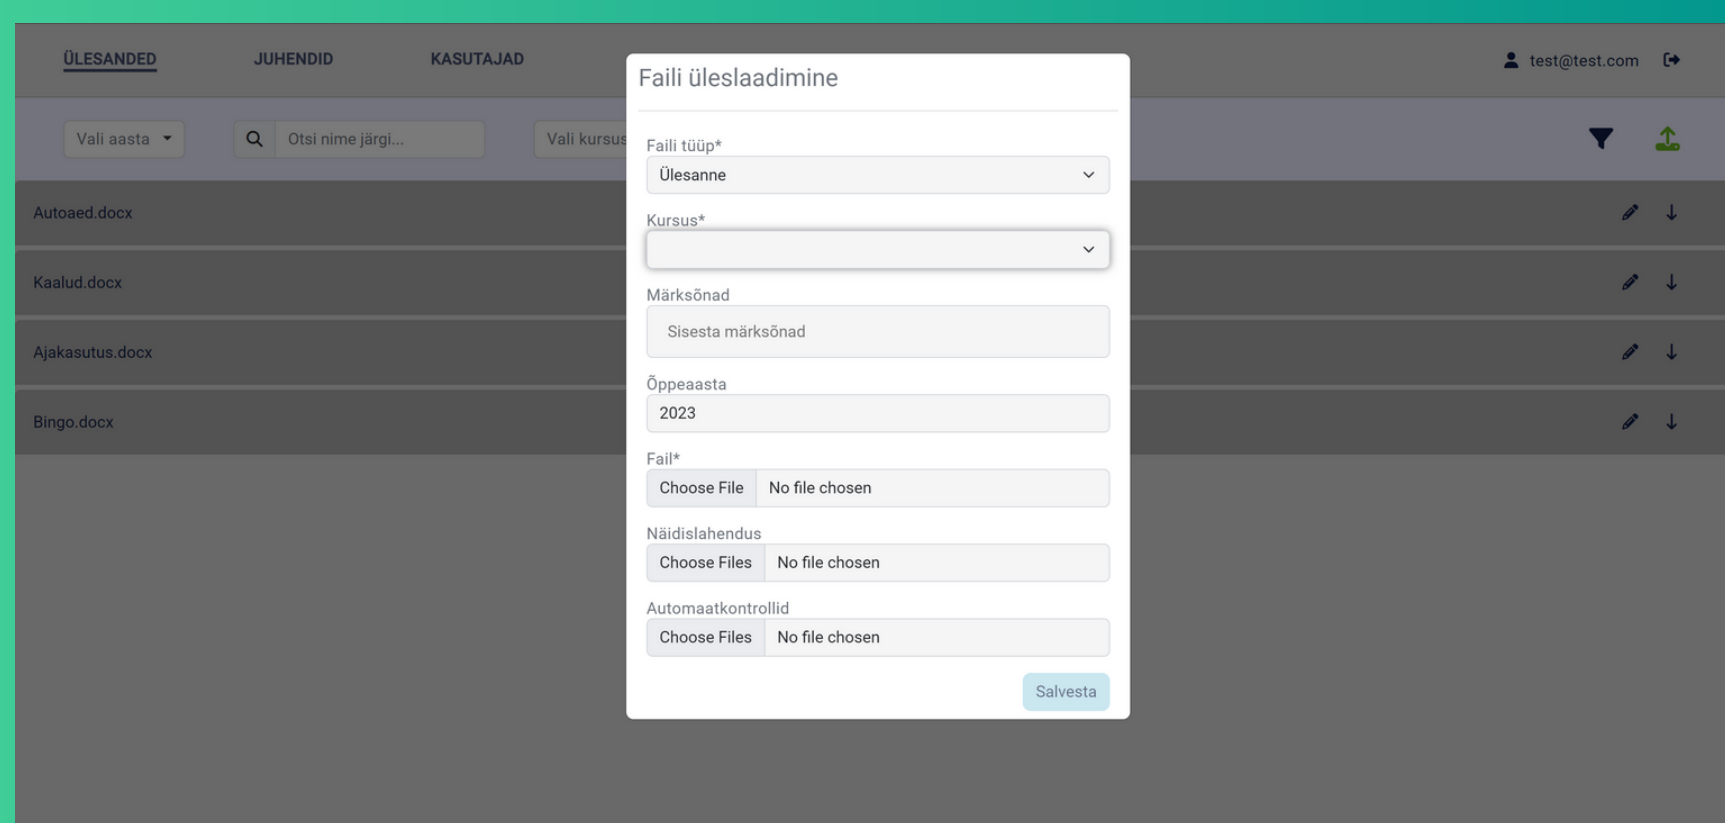 ÜLESANDED JUHENDID KASUTAJAD test@test.com
Vali aasta Otsi nime järgi... Vali kursus
Autoaed.docx
Kaalud.docx
Ajakasutus.docx
Bingo.docx
Faili üleslaadimine
Faili tüüp*
Ülesanne
Kursus*
Märksõnad
Sisesta märksõnad
Õppeaasta
2023
Fail*
Choose File No file chosen
Näidislahendus
Choose Files No file chosen
Automaatkontrollid
Choose Files No file chosen
Salvesta